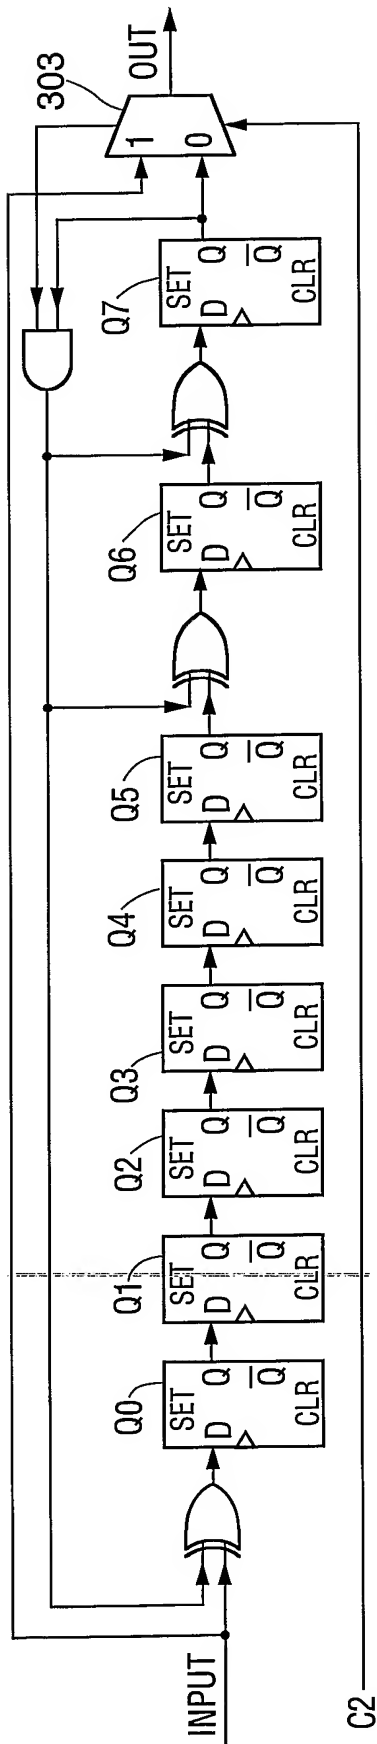 INPUT
C2
Q0
SET
D Q
Q
CLR
Q1
SET
D Q
Q
CLR
Q2
SET
D Q
Q
CLR
Q3
SET
D Q
Q
CLR
Q4
SET
D Q
Q
CLR
Q5
SET
D Q
Q
CLR
Q6
SET
D Q
Q
CLR
Q7
SET
D Q
Q
CLR
303
1
0
OUT